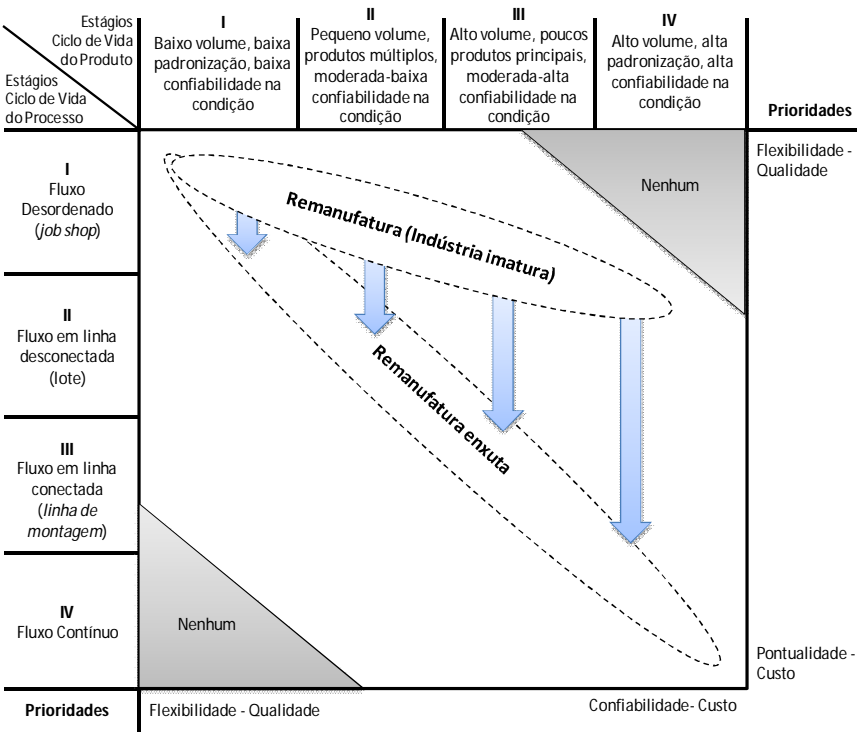 Estágios
Ciclo de Vida
do Produto
Estágios
Ciclo de Vida
do Processo
I
Baixo volume, baixa
padronização, baixa
confiabilidade na
condição
II
Pequeno volume,
produtos múltiplos,
moderada-baixa
confiabilidade na
condição
III
Alto volume, poucos
produtos principais,
moderada-alta
confiabilidade na
condição
IV
Alto volume, alta
padronização, alta
confiabilidade na
condição
Prioridades
I
Fluxo
Desordenado
(job shop)
II
Fluxo em linha
desconectada
(lote)
III
Fluxo em linha
conectada
(linha de
montagem)
IV
Fluxo Contínuo
Remanufatura (Indústria imatura)
Remanufatura enxuta
Nenhum
Nenhum
Flexibilidade -
Qualidade
Pontualidade -
Custo
Prioridades
Flexibilidade - Qualidade
Confiabilidade- Custo